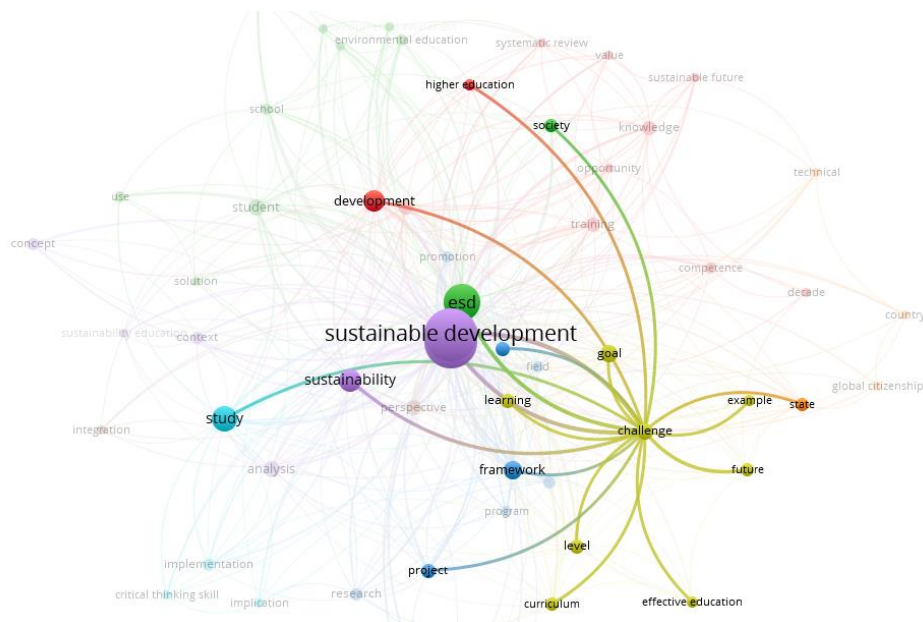 environmental education
systematic review
value
higher education
sustainable future
school
society
knowledge
opportunity
technical
use
student
development
training
concept
promotion
competence
solution
decade
esd
country
sustainability education
context
sustainable development
goal
field
sustainability
global citizenship
study
perspective
learning
example
state
integration
challenge
analysis
framework
future
program
level
implementation
project
critical thinking skill
implication
research
curriculum
effective education